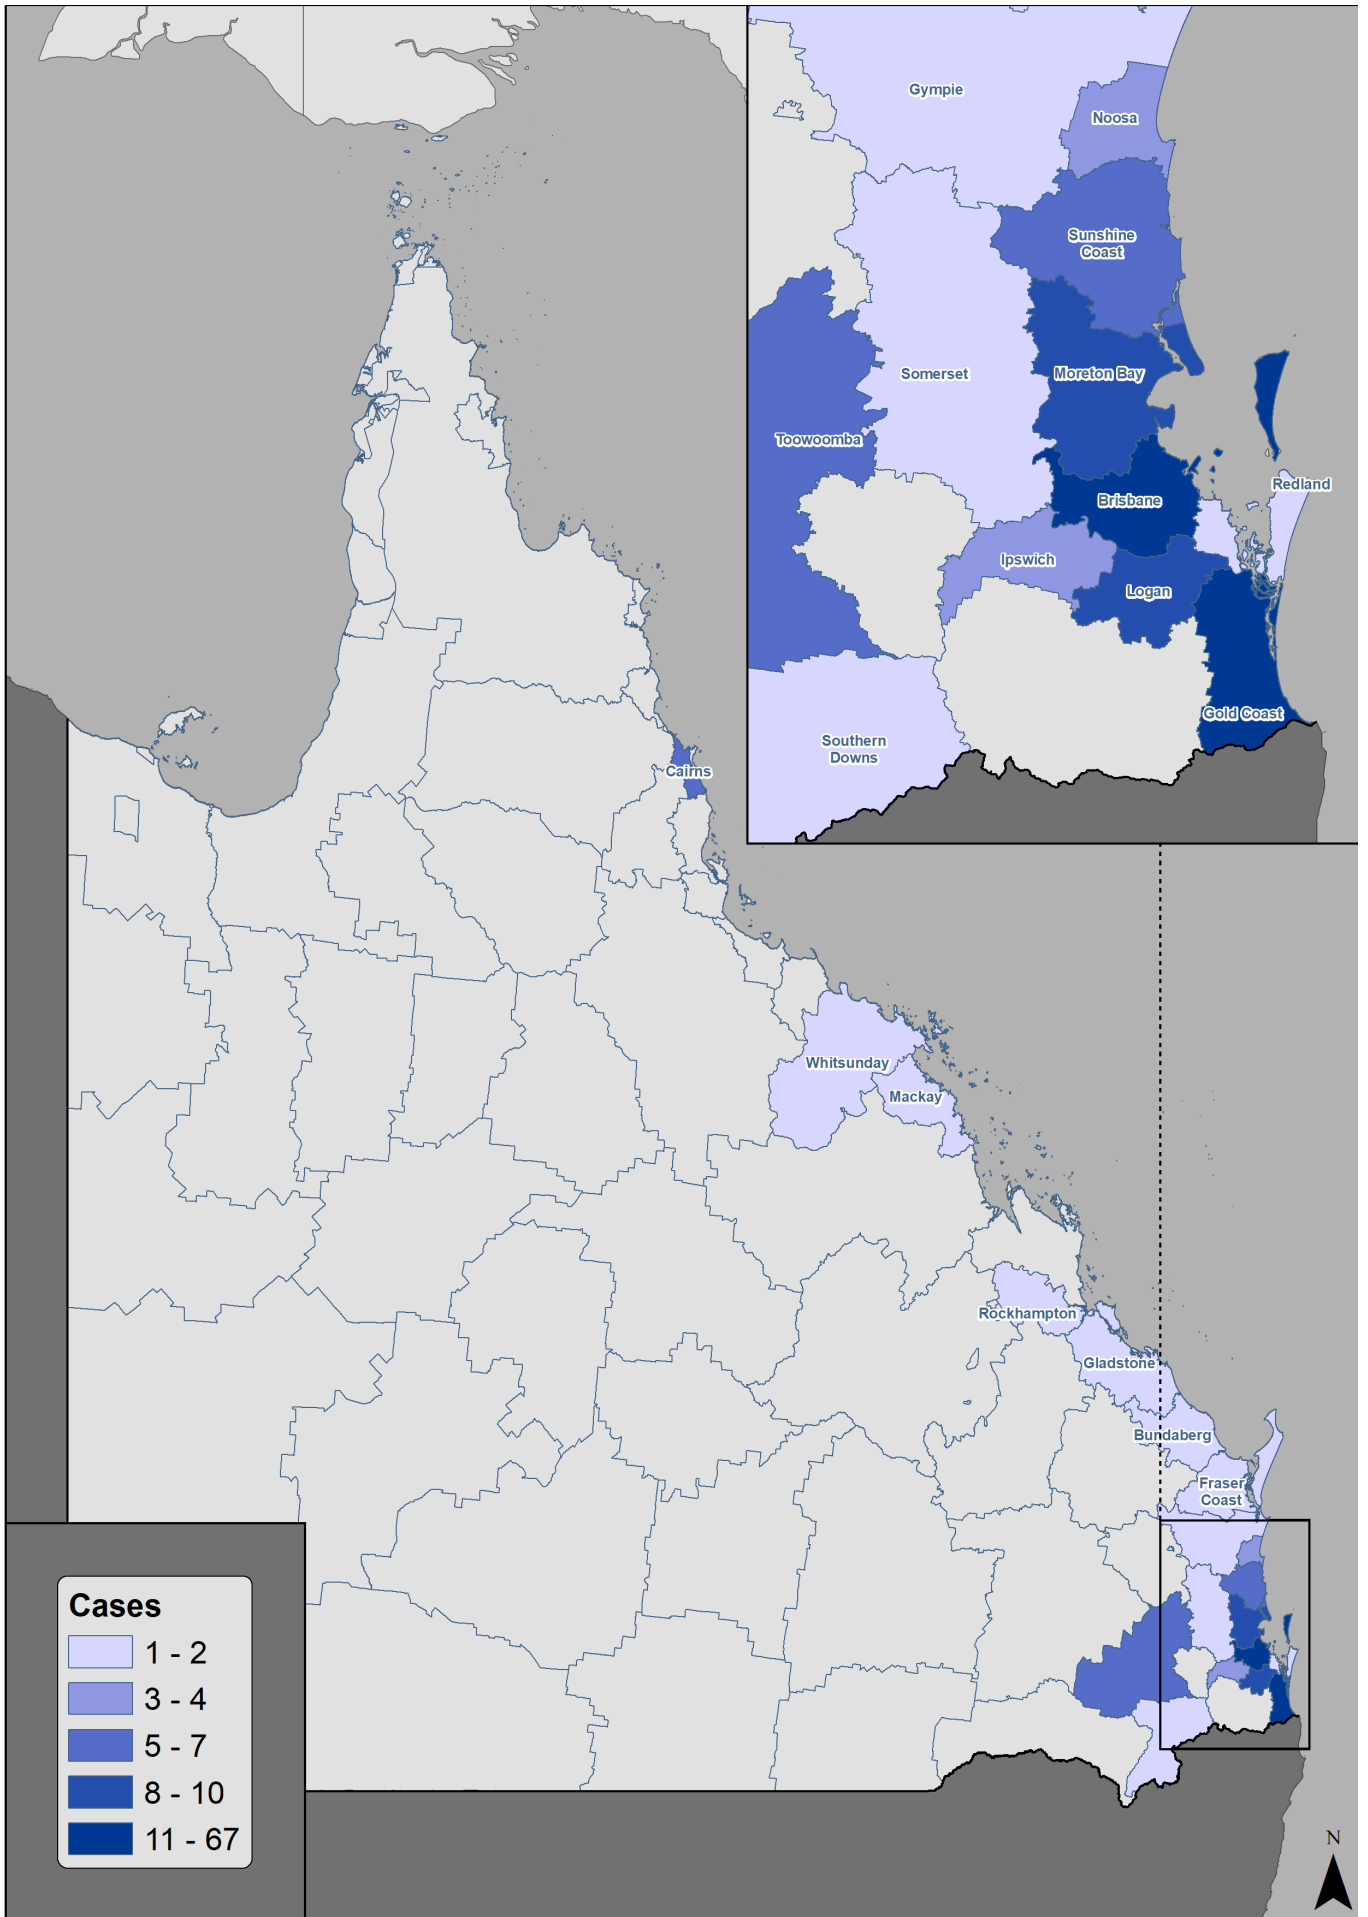 Gympie
Noosa
Sunshine
Coast
Somerset
Moreton Bay
Toowoomba
Redland
Brisbane
Ipswich
Logan
Gold Coast
Southern
Downs
Cairns
Whitsunday
Mackay
Rockhampton
Gladstone
Bundaberg
Fraser
Coast
Cases
1 - 2
3 - 4
5 - 7
8 - 10
11 - 67
N